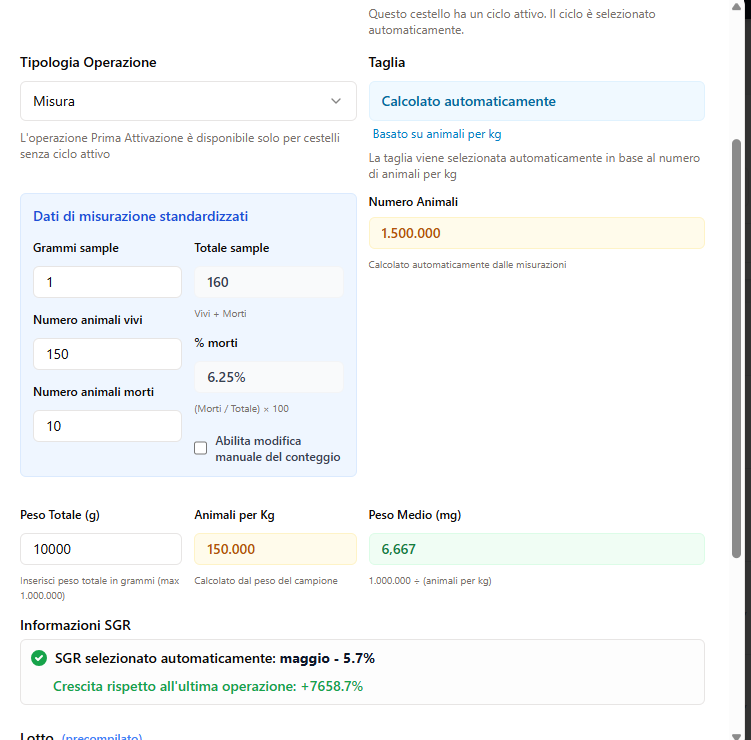 Questo cestello ha un ciclo attivo. Il ciclo è selezionato
automaticamente.
Tipologia Operazione
Misura
L'operazione Prima Attivazione è disponibile solo per cestelli
senza ciclo attivo
Taglia
Calcolato automaticamente
Basato su animali per kg
La taglia viene selezionata automaticamente in base al numero
di animali per kg
Dati di misurazione standardizzati
Grammi sample
1
Numero animali vivi
150
Numero animali morti
10
Totale sample
160
Vivi + Morti
% morti
6.25%
(Morti / Totale) × 100
Abilita modifica
manuale del conteggio
Numero Animali
1.500.000
Calcolato automaticamente dalle misurazioni
Peso Totale (g)
10000
Inserisci peso totale in grammi (max
1.000.000)
Animali per Kg
150.000
Calcolato dal peso del campione
Peso Medio (mg)
6,667
1.000.000 ÷ (animali per kg)
Informazioni SGR
SGR selezionato automaticamente: maggio - 5.7%
Crescita rispetto all'ultima operazione: +7658.7%
Lotto (precompilato)